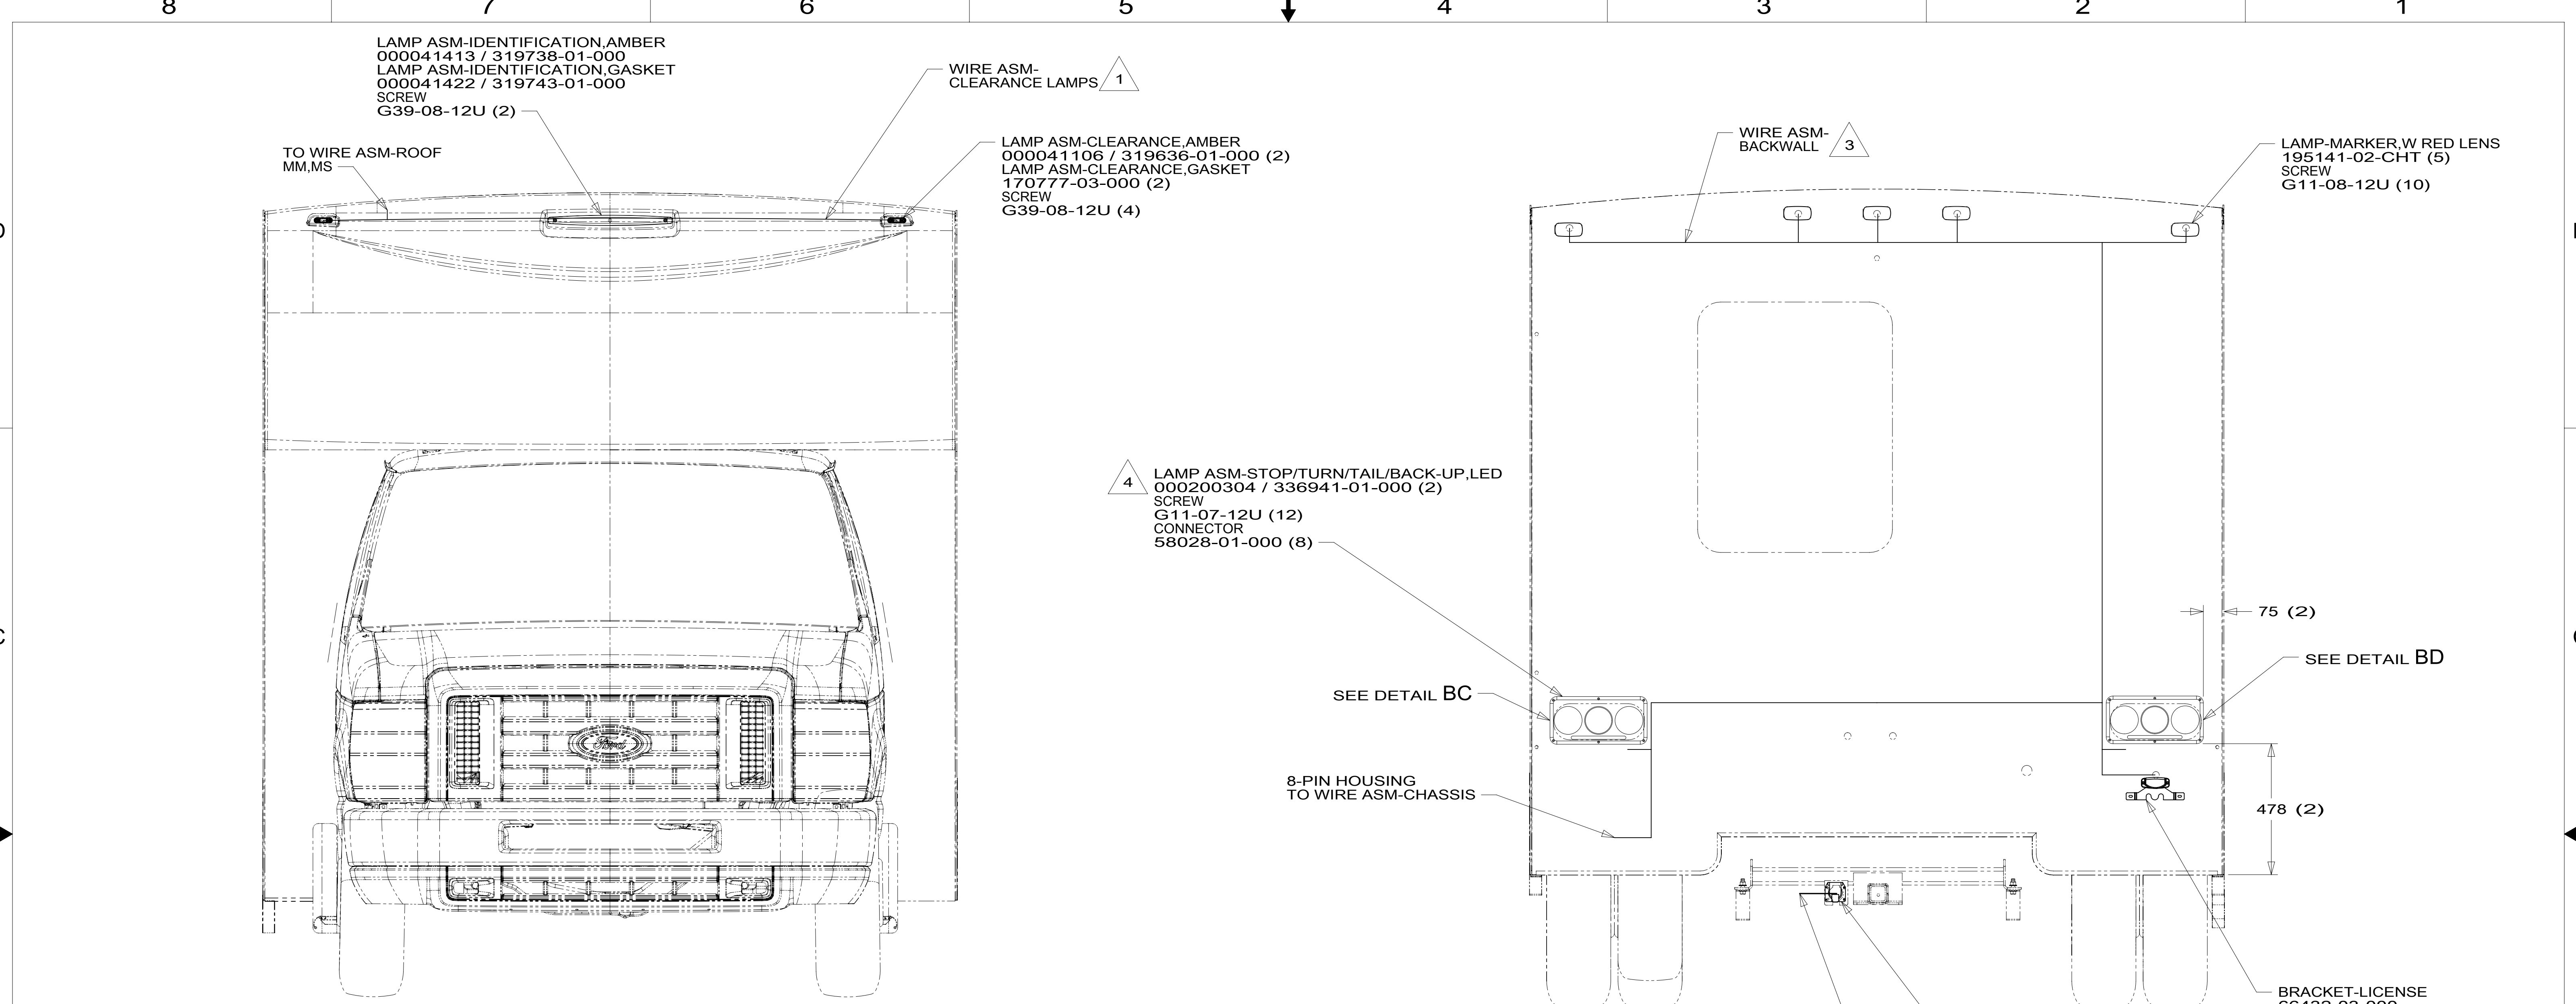 8 7 6 5 4 3 2 1
LAMP ASM-IDENTIFICATION,AMBER
000041413 / 319738-01-000
LAMP ASM-IDENTIFICATION,GASKET
000041422 / 319743-01-000
SCREW
G39-08-12U (2)
TO WIRE ASM-ROOF
MM,MS
WIRE ASM-
CLEARANCE LAMPS 1
LAMP ASM-CLEARANCE,AMBER
000041106 / 319636-01-000 (2)
LAMP ASM-CLEARANCE,GASKET
170777-03-000 (2)
SCREW
G39-08-12U (4)
WIRE ASM-
BACKWALL 3
LAMP-MARKER,W RED LENS
195141-02-CHT (5)
SCREW
G11-08-12U (10)
4 LAMP ASM-STOP/TURN/TAIL/BACK-UP,LED
000200304 / 336941-01-000 (2)
SCREW
G11-07-12U (12)
CONNECTOR
58028-01-000 (8)
75 (2)
SEE DETAIL BD
SEE DETAIL BC
Ford
8-PIN HOUSING
TO WIRE ASM-CHASSIS
478 (2)
BRACKET-LICENSE